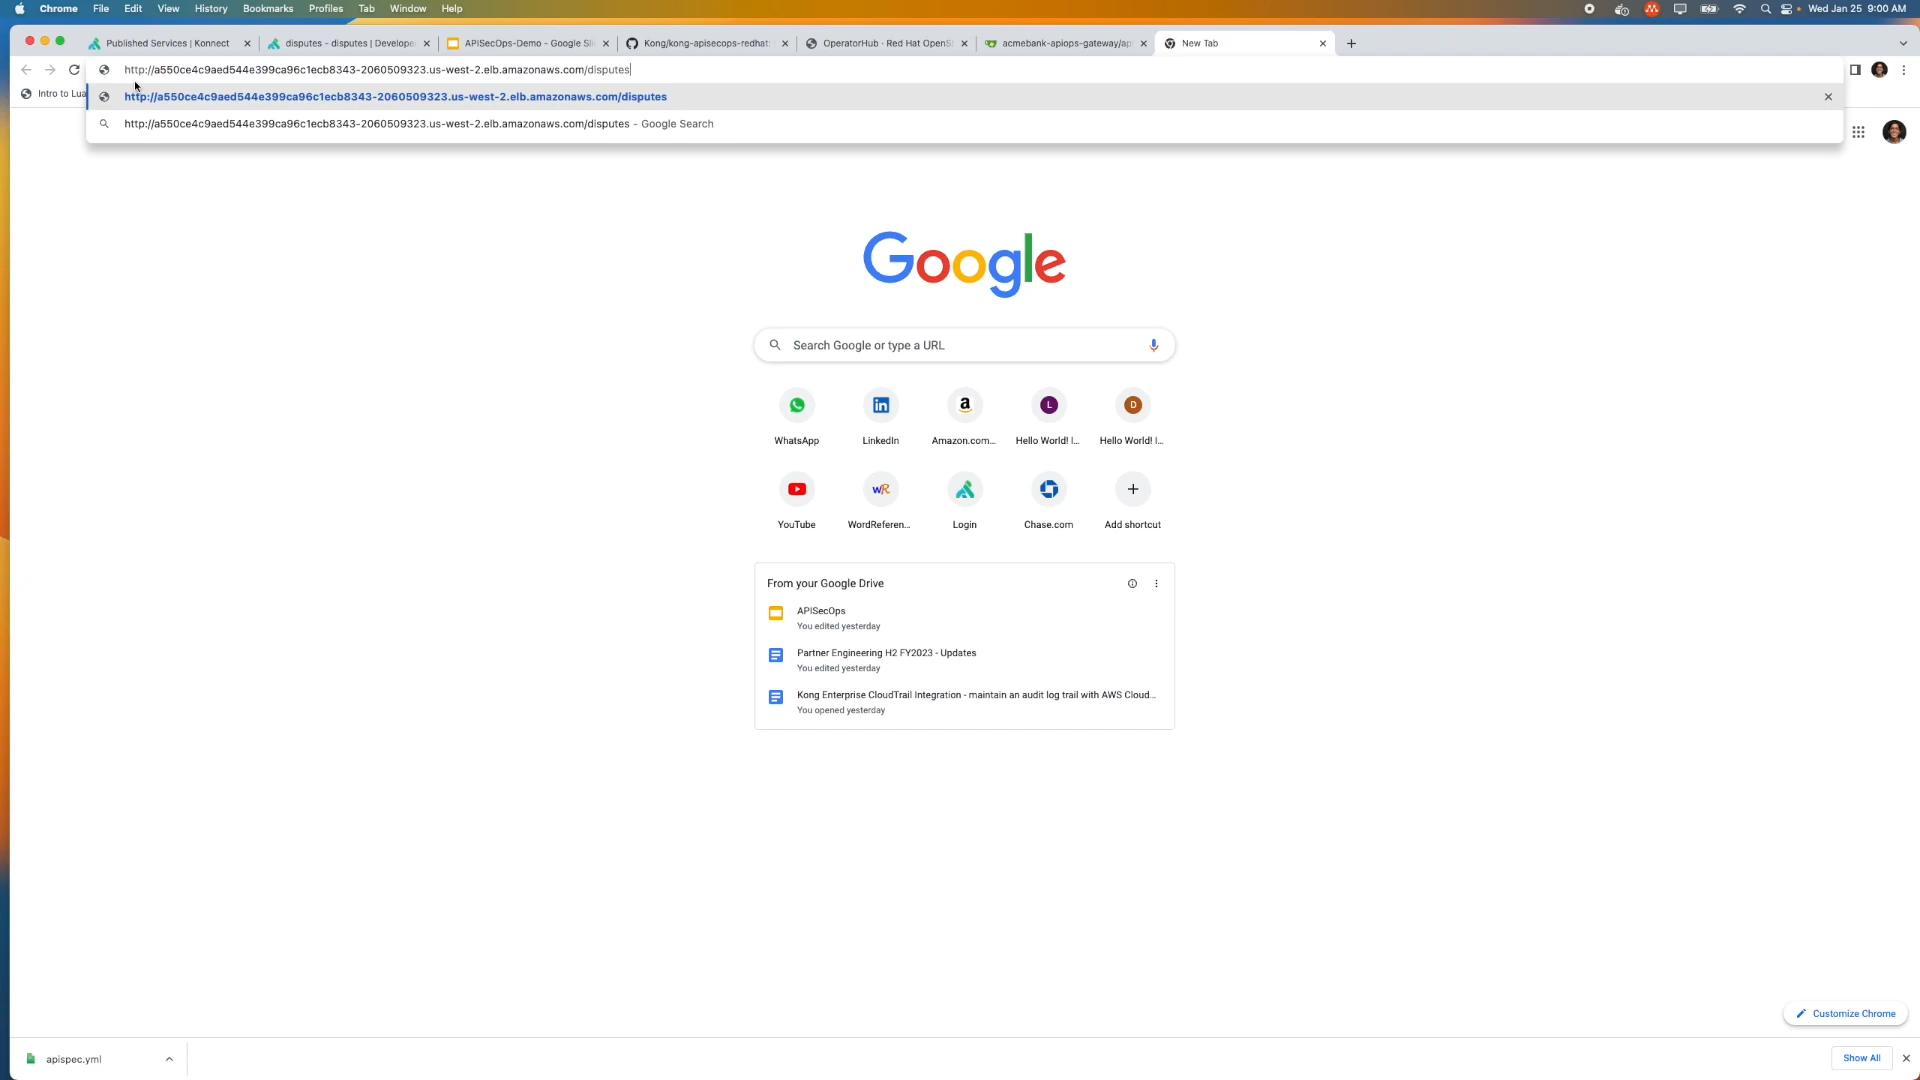 Chrome File Edit View History Bookmarks Profiles Tab Window Help Wed Jan 25 9:00 AM
Published Services | Konnect disputes - disputes | Develope APISecOps-Demo - Google Sli Kong/kong-apisecops-redhat: OperatorHub · Red Hat OpenS acmebank-apiops-gateway/ap New Tab
http://a550ce4c9aed544e399ca96c1ecb8343-2060509323.us-west-2.elb.amazonaws.com/disputes
Intro to Lua
http://a550ce4c9aed544e399ca96c1ecb8343-2060509323.us-west-2.elb.amazonaws.com/disputes
http://a550ce4c9aed544e399ca96c1ecb8343-2060509323.us-west-2.elb.amazonaws.com/disputes - Google Search
Google
Search Google or type a URL
WhatsApp LinkedIn Amazon.com... Hello World! I... Hello World! I...
YouTube WordReferen... Login Chase.com Add shortcut
From your Google Drive
APISecOps
You edited yesterday
Partner Engineering H2 FY2023 - Updates
You edited yesterday
Kong Enterprise CloudTrail Integration - maintain an audit log trail with AWS Cloud...
You opened yesterday
Customize Chrome
apispec.yml Show All